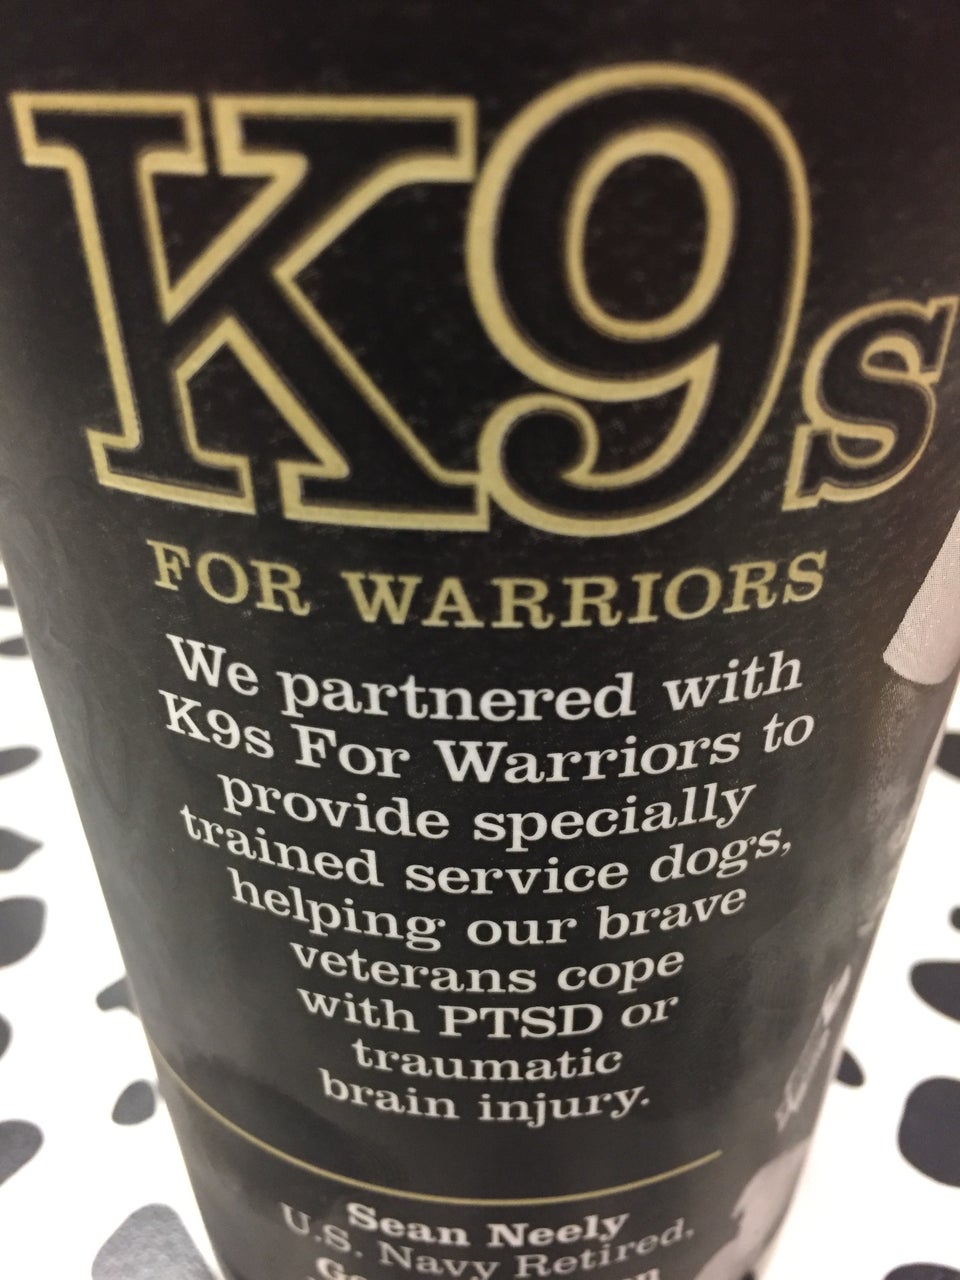 K9s
FOR WARRIORS
We partnered with
K9s For Warriors to
provide specially
trained service dogs,
helping our brave
veterans cope
with PTSD or
traumatic
brain injury.
Sean Neely
U.S. Navy Retired,